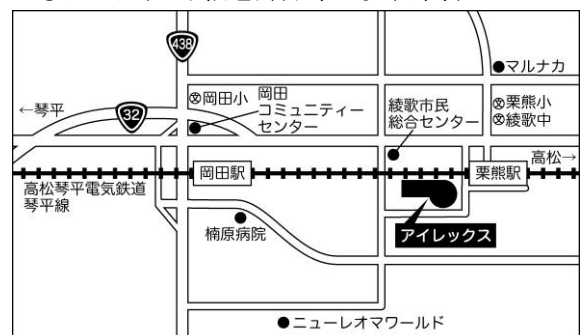 438
●マルナカ
←琴平
32
岡田小
岡田
コミュニティー
センター
綾歌市民
総合センター
栗熊小
綾歌中
高松→
岡田駅
栗熊駅
高松琴平電気鉄道
琴平線
楠原病院
アイレックス
●ニューレオマワールド